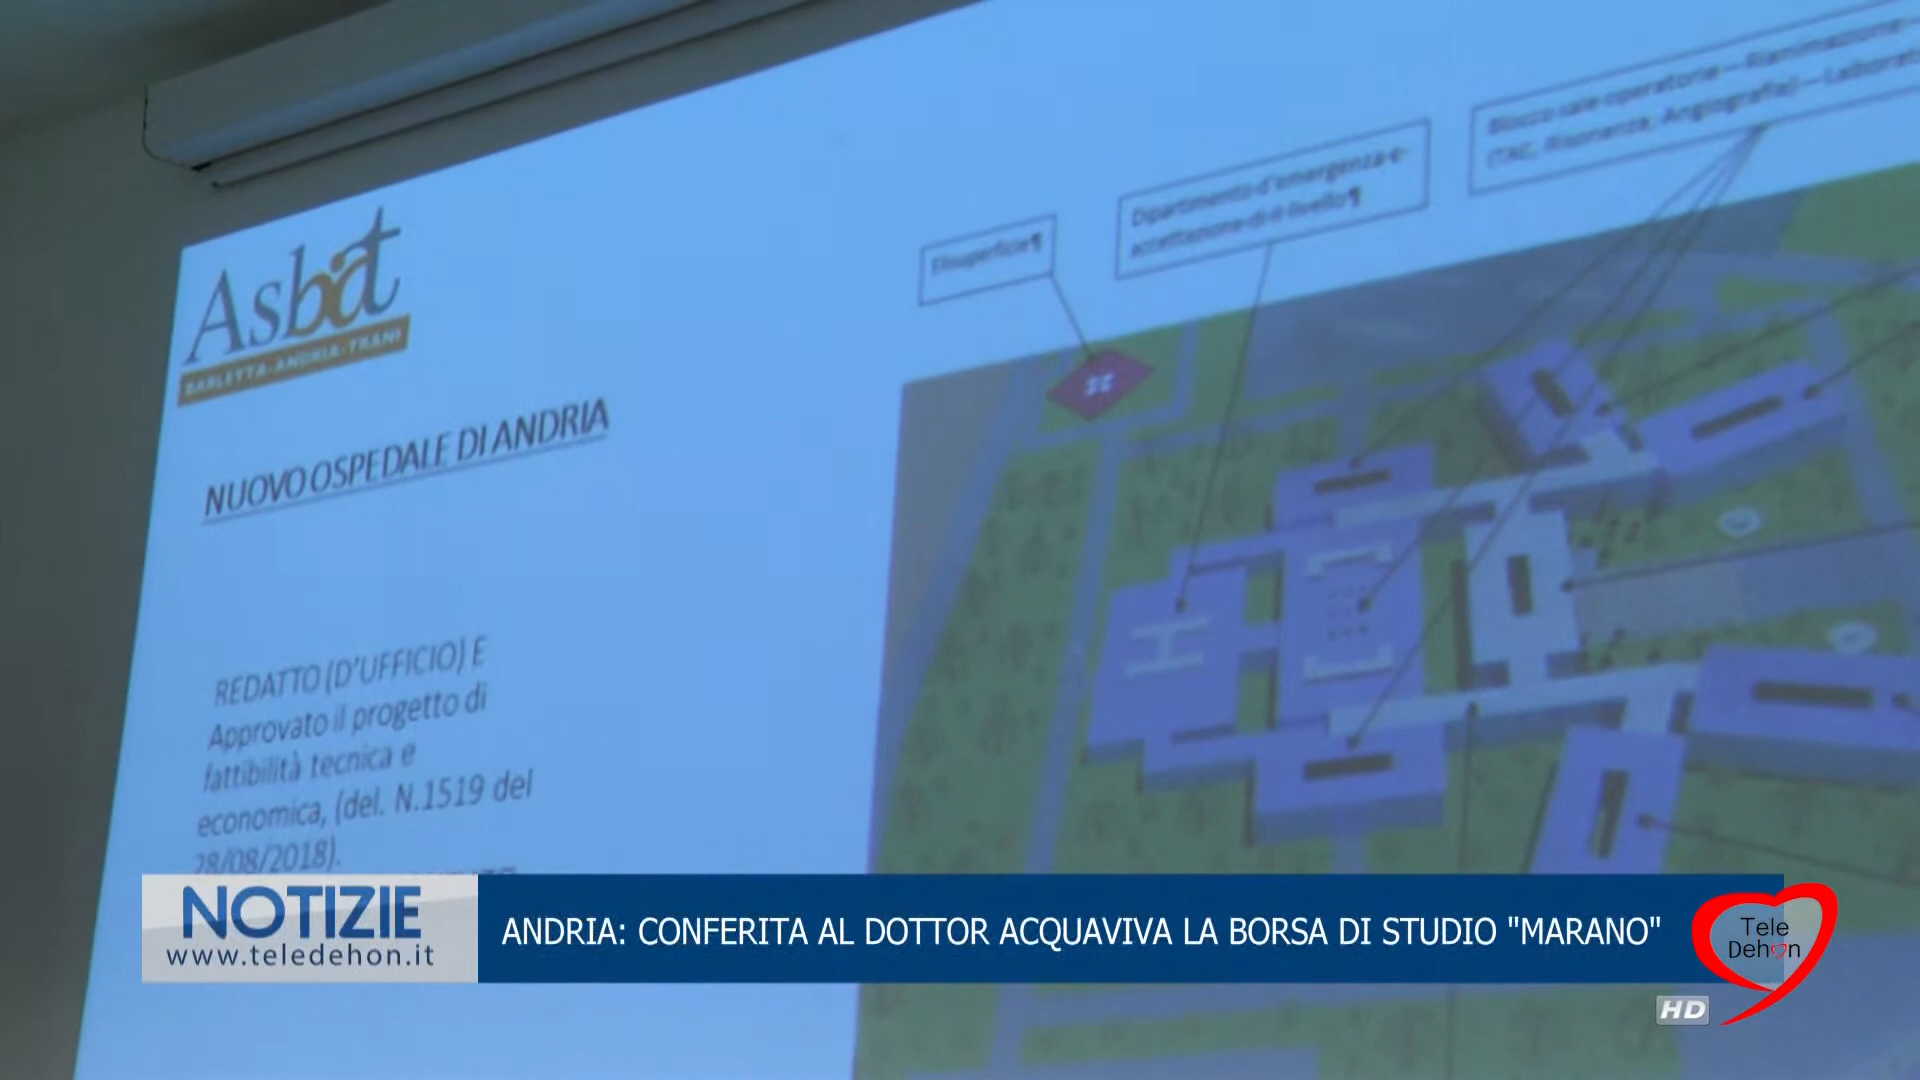 Asbat
BARLETTA-ANDRIA-TRANI
NUOVO OSPEDALE DI ANDRIA
REDATTO (D'UFFICIO) E
Approvato il progetto di
fattibilità tecnica e
economica, (del. N.1519 del
28/08/2018).
Elisuperficie¶
Dipartimento d'emergenza e
accettazione di II livello¶
Blocco sale operatorie – Rianimazione –
(TAC, Risonanza, Angiografia) – Laborat
H
NOTIZIE
www.teledehon.it
ANDRIA: CONFERITA AL DOTTOR ACQUAVIVA LA BORSA DI STUDIO "MARANO"
Tele
Dehon
HD